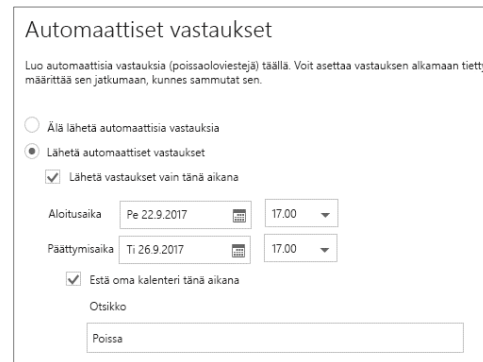 Automaattiset vastaukset
Luo automaattisia vastauksia (poissaoloviestejä) täällä. Voit asettaa vastauksen alkamaan tietty
määrittää sen jatkumaan, kunnes sammutat sen.
Älä lähetä automaattisia vastauksia
Lähetä automaattiset vastaukset
Lähetä vastaukset vain tänä aikana
Aloitusaika Pe 22.9.2017 17.00
Päättymisaika Ti 26.9.2017 17.00
Estä oma kalenteri tänä aikana
Otsikko
Poissa